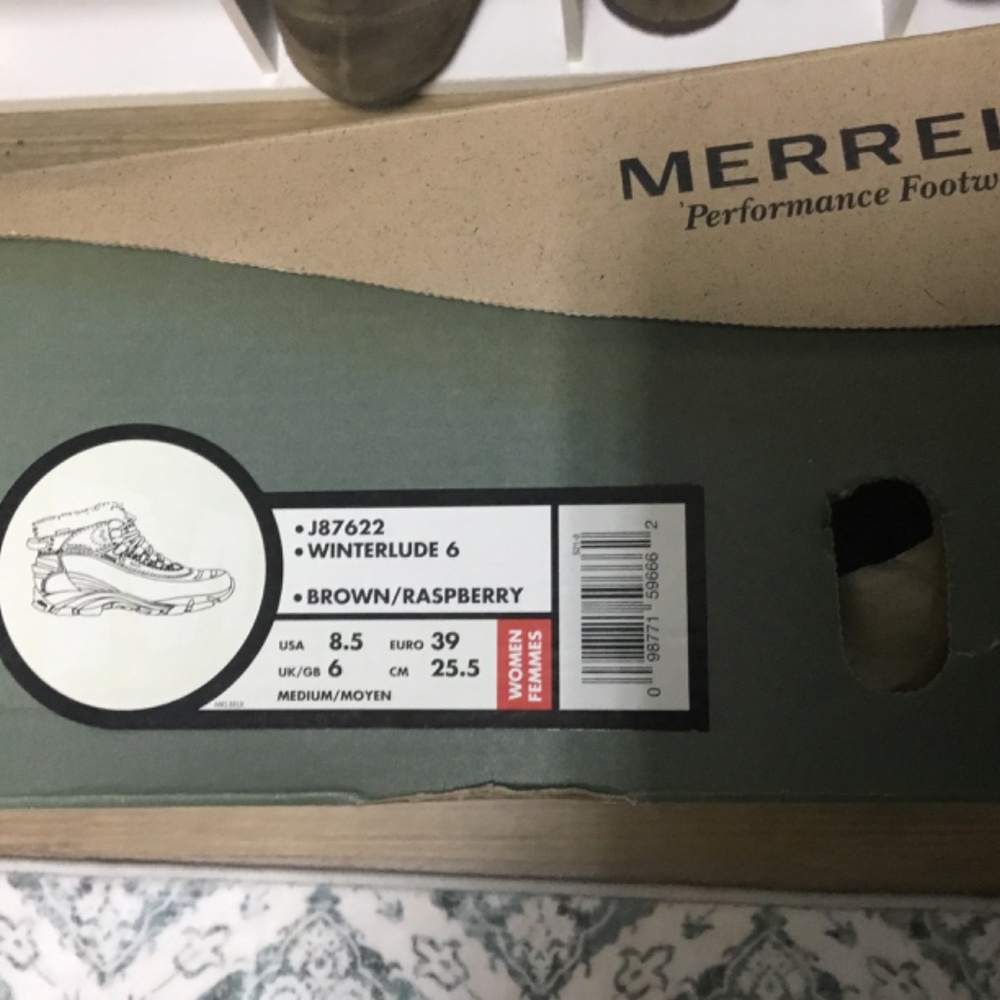 MERREL
Performance Footw
• J87622
• WINTERLUDE 6
• BROWN/RASPBERRY
USA 8.5 EURO 39
UK/GB 6 CM 25.5
MEDIUM/MOYEN
WOMEN
FEMMES
0 98771 59666 2